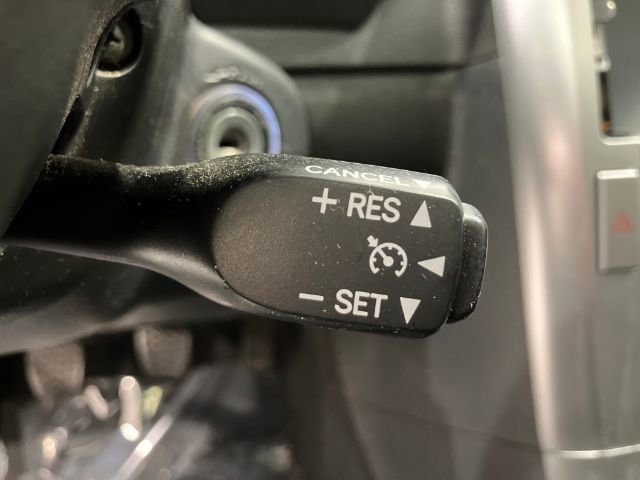 CANCEL ▼
+ RES ▲
◀
− SET ▼